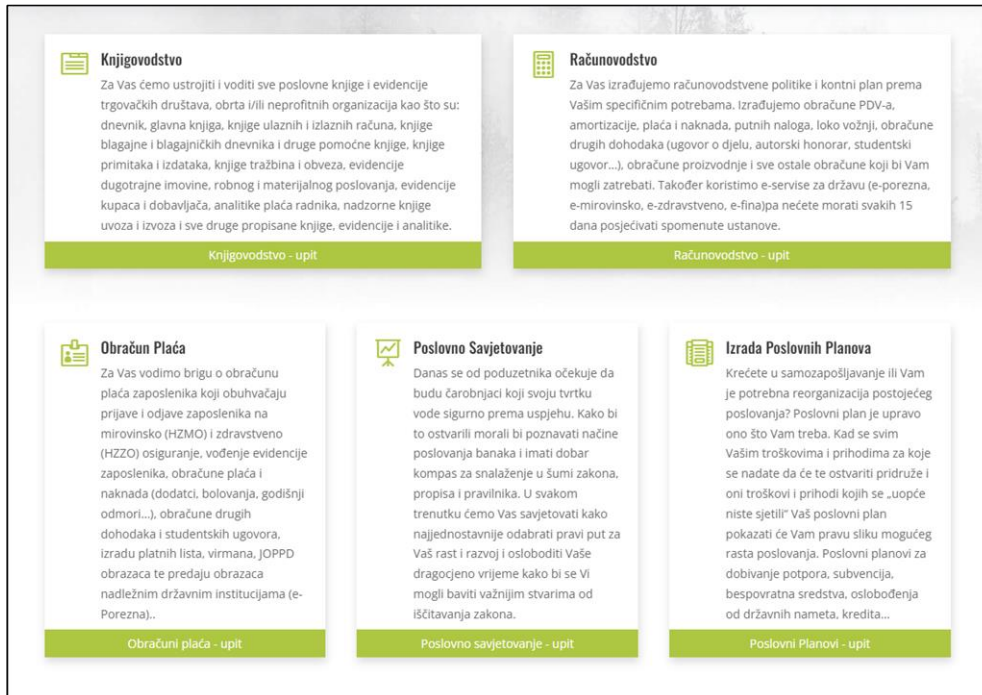 Knjigovodstvo
Za Vas ćemo ustrojiti i voditi sve poslovne knjige i evidencije
trgovačkih društava, obrta i/ili neprofitnih organizacija kao što su:
dnevnik, glavna knjiga, knjige ulaznih i izlaznih računa, knjige
blagajne i blagajničkih dnevnika i druge pomoćne knjige, knjige
primitaka i izdataka, knjige tražbina i obveza, evidencije
dugotrajne imovine, robnog i materijalnog poslovanja, evidencije
kupaca i dobavljača, analitike plaća radnika, nadzorne knjige
uvoza i izvoza i sve druge propisane knjige, evidencije i analitike.
Knjigovodstvo - upit
Računovodstvo
Za Vas izrađujemo računovodstvene politike i kontni plan prema
Vašim specifičnim potrebama. Izrađujemo obračune PDV-a,
amortizacije, plaća i naknada, putnih naloga, loko vožnji, obračune
drugih dohodaka (ugovor o djelu, autorski honorar, studentski
ugovor...), obračune proizvodnje i sve ostale obračune koji bi Vam
mogli zatrebati. Također koristimo e-servise za državu (e-porezna,
e-mirovinsko, e-zdravstveno, e-fina)pa nećete morati svakih 15
dana posjećivati spomenute ustanove.
Računovodstvo - upit
Obračun Plaća
Za Vas vodimo brigu o obračunu
plaća zaposlenika koji obuhvačaju
prijave i odjave zaposlenika na
mirovinsko (HZMO) i zdravstveno
(HZZO) osiguranje, vođenje evidencije
zaposlenika, obračune plaća i
naknada (dodatci, bolovanja, godišnji
odmori...), obračune drugih
dohodaka i studentskih ugovora,
izradu platnih lista, virmana, JOPPD
obrazaca te predaju obrazaca
nadležnim državnim institucijama (e-
Porezna)..
Obračuni plaća - upit
Poslovno Savjetovanje
Danas se od poduzetnika očekuje da
budu čarobnjaci koji svoju tvrtku
vode sigurno prema uspjehu. Kako bi
to ostvarili morali bi poznavati načine
poslovanja banaka i imati dobar
kompas za snalaženje u šumi zakona,
propisa i pravilnika. U svakom
trenutku ćemo Vas savjetovati kako
najjednostavnije odabrati pravi put za
Vaš rast i razvoj i osloboditi Vaše
dragocjeno vrijeme kako bi se Vi
mogli baviti važnijim stvarima od
iščitavanja zakona.
Poslovno savjetovanje - upit
Izrada Poslovnih Planova
Krećete u samozapošljavanje ili Vam
je potrebna reorganizacija postojećeg
poslovanja? Poslovni plan je upravo
ono što Vam treba. Kad se svim
Vašim troškovima i prihodima za koje
se nadate da će te ostvariti pridruže i
oni troškovi i prihodi kojih se „uopće
niste sjetili“ Vaš poslovni plan
pokazati će Vam pravu sliku mogućeg
rasta poslovanja. Poslovni planovi za
dobivanje potpora, subvencija,
bespovratna sredstva, oslobođenja
od državnih nameta, kredita...
Poslovni Planovi - upit